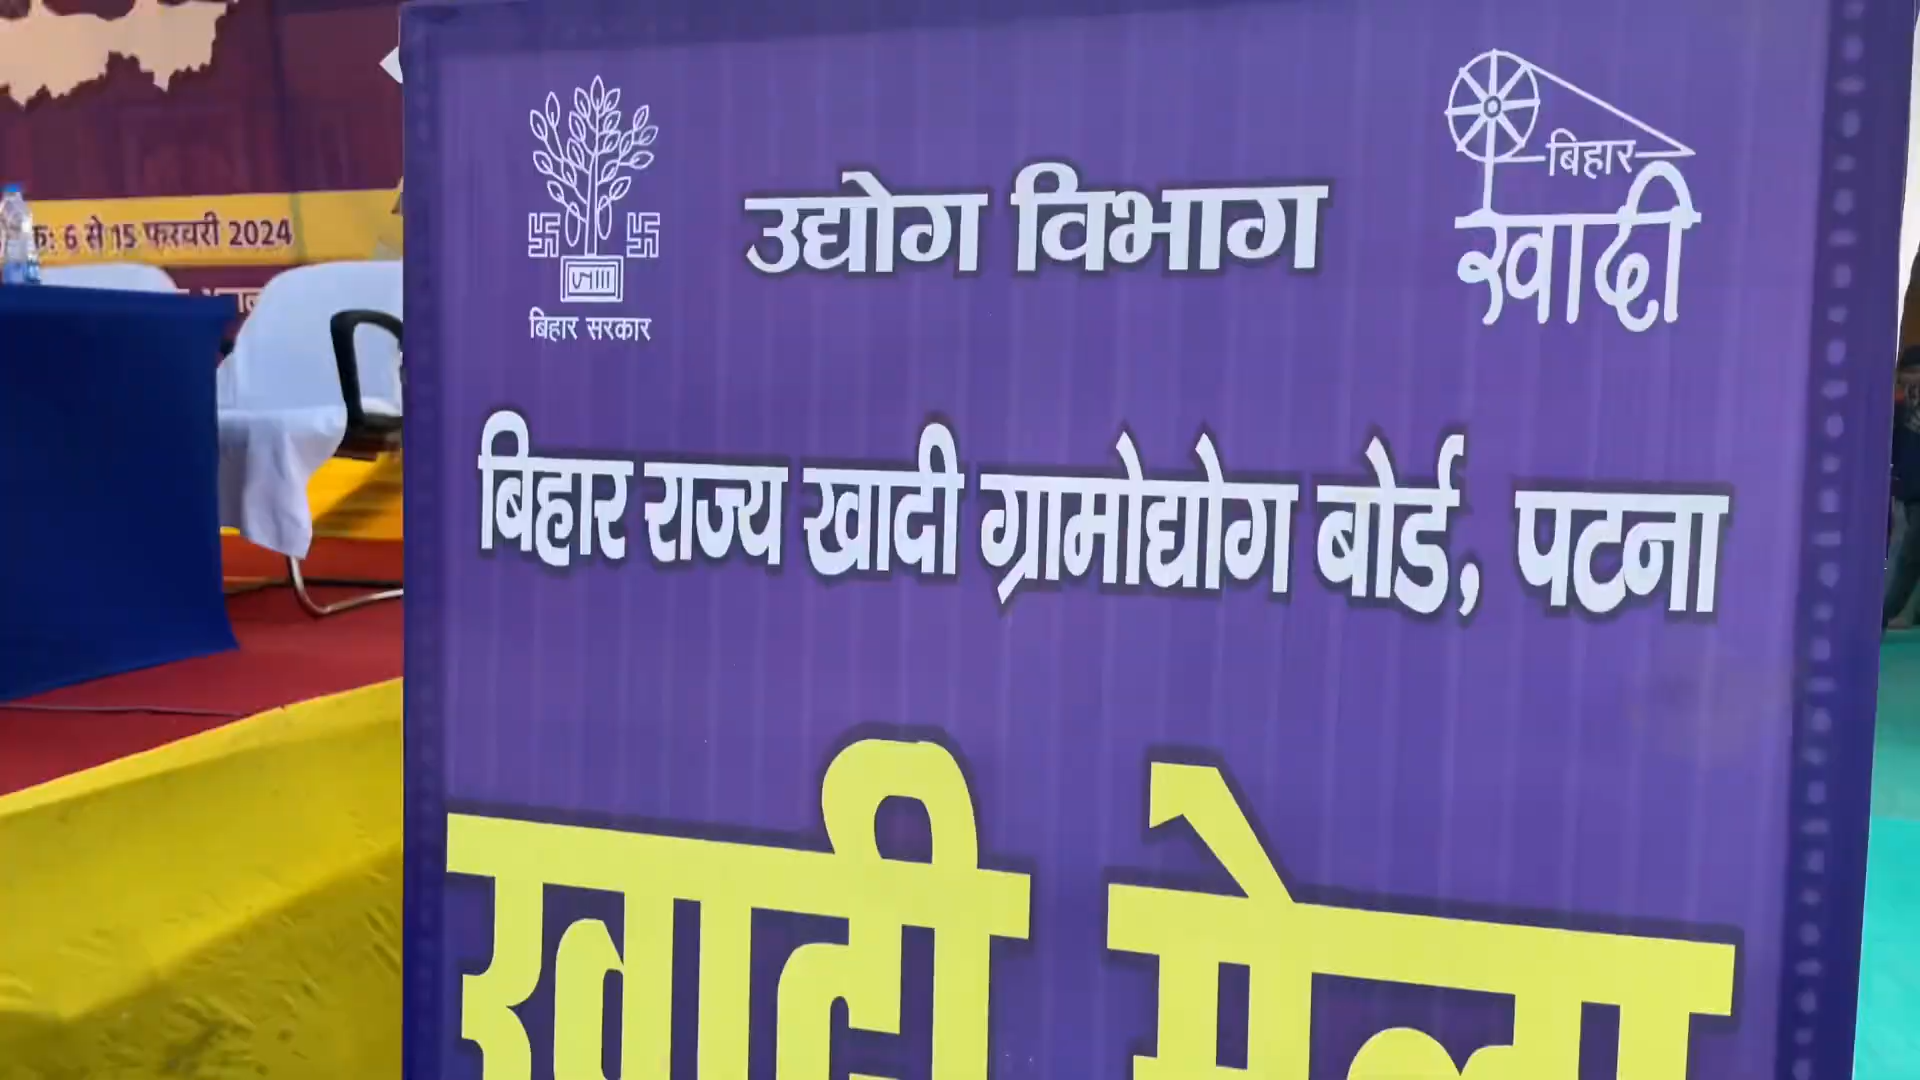 उद्योग विभाग
बिहार सरकार
बिहार
खादी
बिहार राज्य खादी ग्रामोद्योग बोर्ड, पटना
खादी मेला
6 से 15 फरवरी 2024